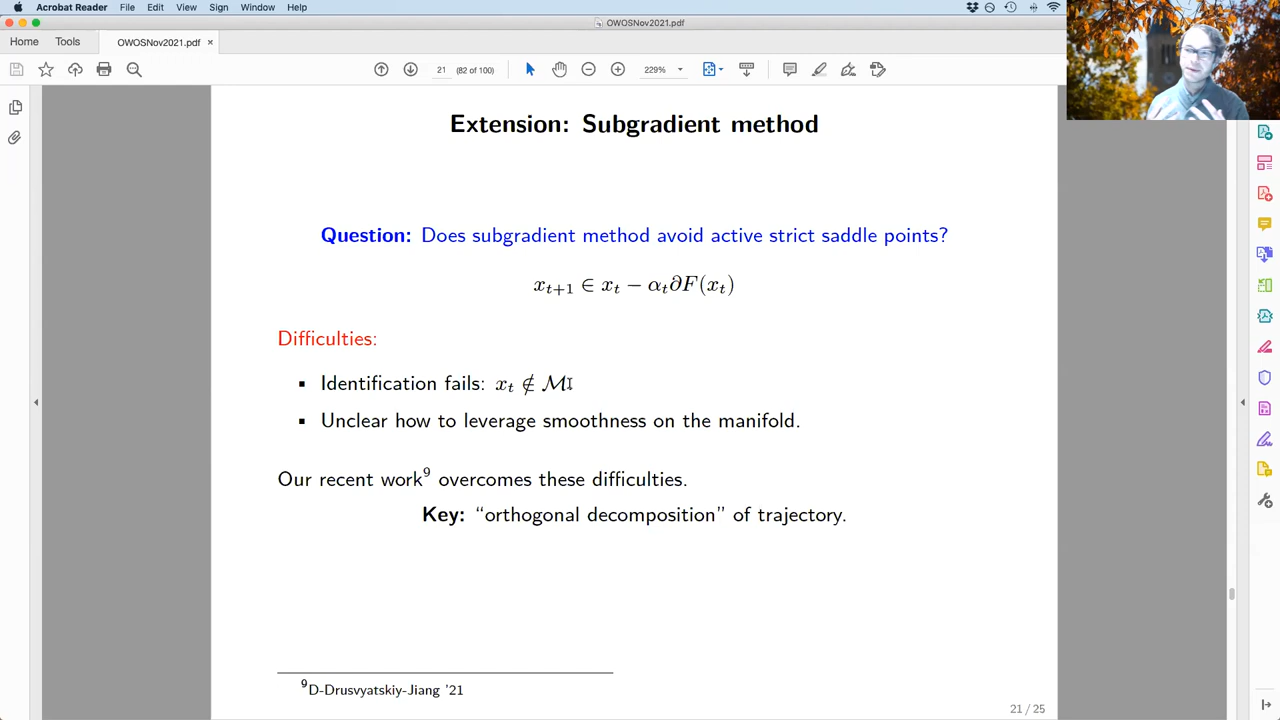 Acrobat Reader File Edit View Sign Window Help
OWOSNov2021.pdf
Home Tools OWOSNov2021.pdf ×
21 (82 of 100) 229%
Extension: Subgradient method
Question: Does subgradient method avoid active strict saddle points?
x_{t+1} ∈ x_t − α_t∂F(x_t)
Difficulties:
▪ Identification fails: x_t ∉ ℳ
▪ Unclear how to leverage smoothness on the manifold.
Our recent work⁹ overcomes these difficulties.
Key: “orthogonal decomposition” of trajectory.
⁹D-Drusvyatskiy-Jiang '21
21 / 25